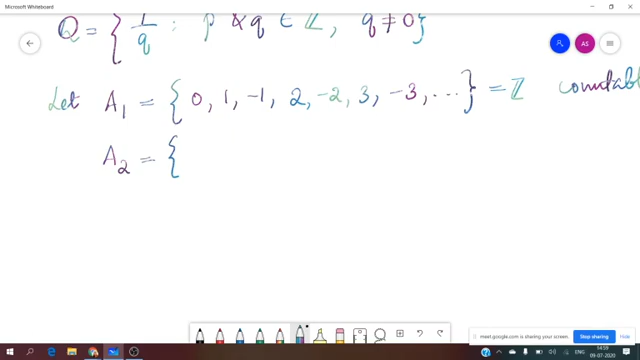 Microsoft Whiteboard
Q = { p/q : p & q ∈ ℤ, q ≠ 0 }
AS
Let A₁ = { 0, 1, -1, 2, -2, 3, -3, ... } = ℤ countabl
A₂ = {
meet.google.com is sharing your screen. Stop sharing Hide
ENG 14:59
09-07-2020